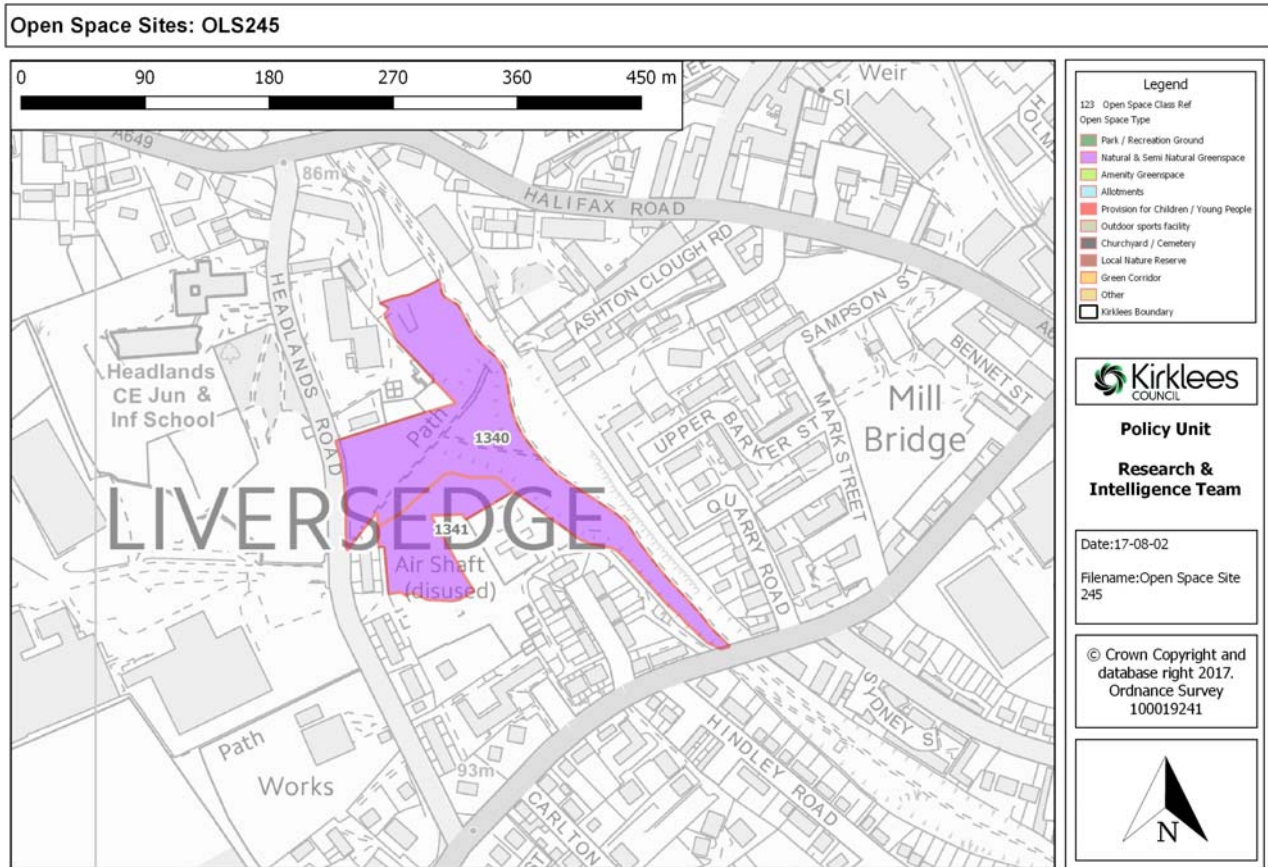 Open Space Sites: OLS245
0 90 180 270 360 450 m
Weir
SI
A649
86m
HALIFAX ROAD
HEADLANDS ROAD
ASHTON CLOUGH RD
SAMPSON ST
BENNET ST
Headlands
CE Jun &
Inf School
Path
1340
UPPER
BARKER ST
MARK STREET
Mill
Bridge
QUARRY ROAD
LIVERSEDGE
1341
Air Shaft
(disused)
Path
Works
93m
CARLTON
HINDLEY ROAD
SYDNEY S
Legend
123 Open Space Class Ref
Open Space Type
Park / Recreation Ground
Natural & Semi Natural Greenspace
Amenity Greenspace
Allotments
Provision for Children / Young People
Outdoor sports facility
Churchyard / Cemetery
Local Nature Reserve
Green Corridor
Other
Kirklees Boundary
Kirklees
COUNCIL
Policy Unit
Research &
Intelligence Team
Date:17-08-02
Filename:Open Space Site
245
© Crown Copyright and
database right 2017.
Ordnance Survey
100019241
N